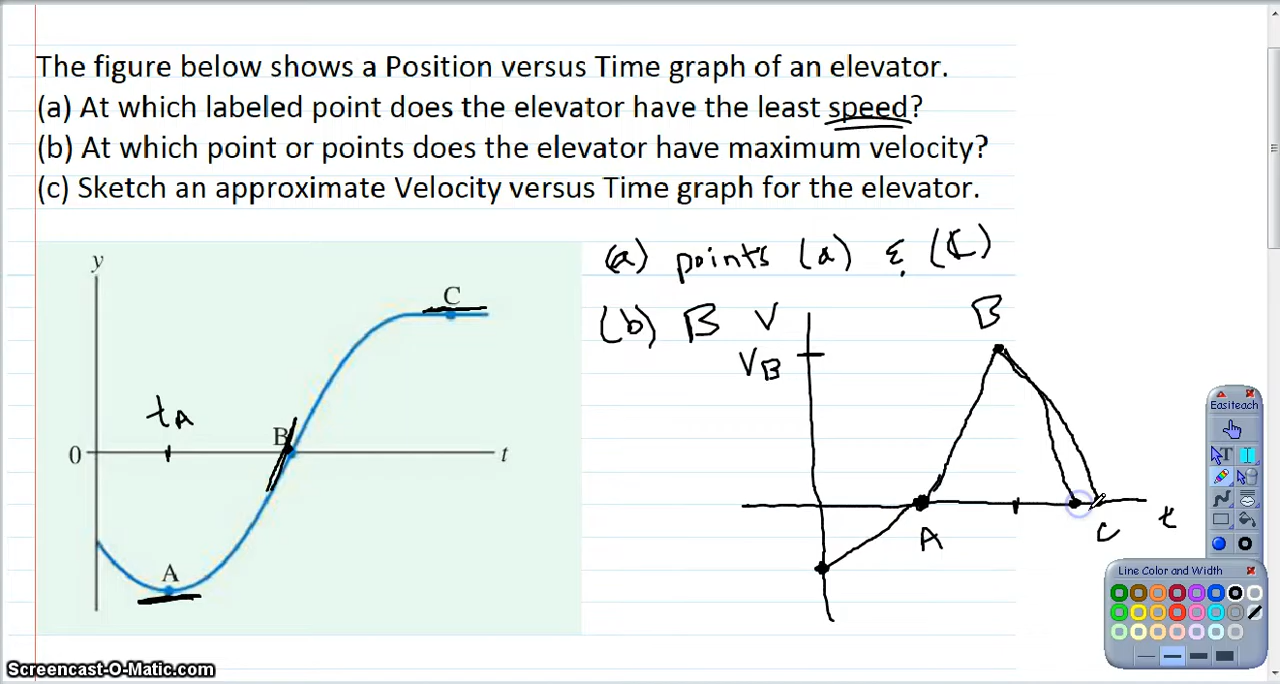 The figure below shows a Position versus Time graph of an elevator.
(a) At which labeled point does the elevator have the least speed?
(b) At which point or points does the elevator have maximum velocity?
(c) Sketch an approximate Velocity versus Time graph for the elevator.
(a) points (a) & (C)
(b) B
y
C
tA
B
0
t
A
V
VB
B
A
C
t
Easiteach
T
Line Color and Width
Screencast-O-Matic.com